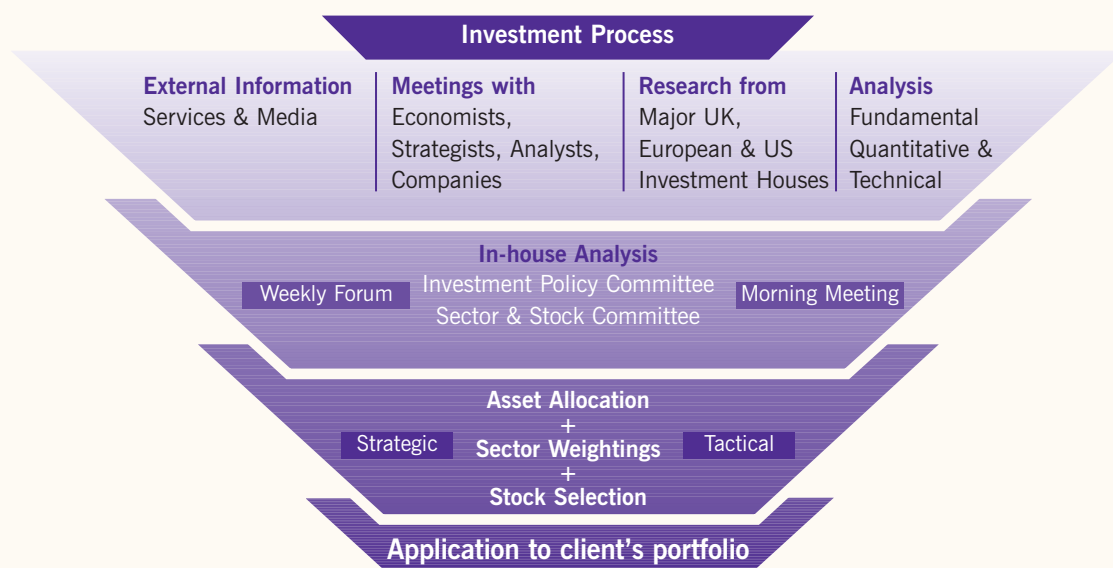 Investment Process
External Information
Services & Media
Meetings with
Economists,
Strategists, Analysts,
Companies
Research from
Major UK,
European & US
Investment Houses
Analysis
Fundamental
Quantitative &
Technical
In-house Analysis
Weekly Forum
Investment Policy Committee
Sector & Stock Committee
Morning Meeting
Asset Allocation
+
Strategic
Sector Weightings
Tactical
+
Stock Selection
Application to client’s portfolio